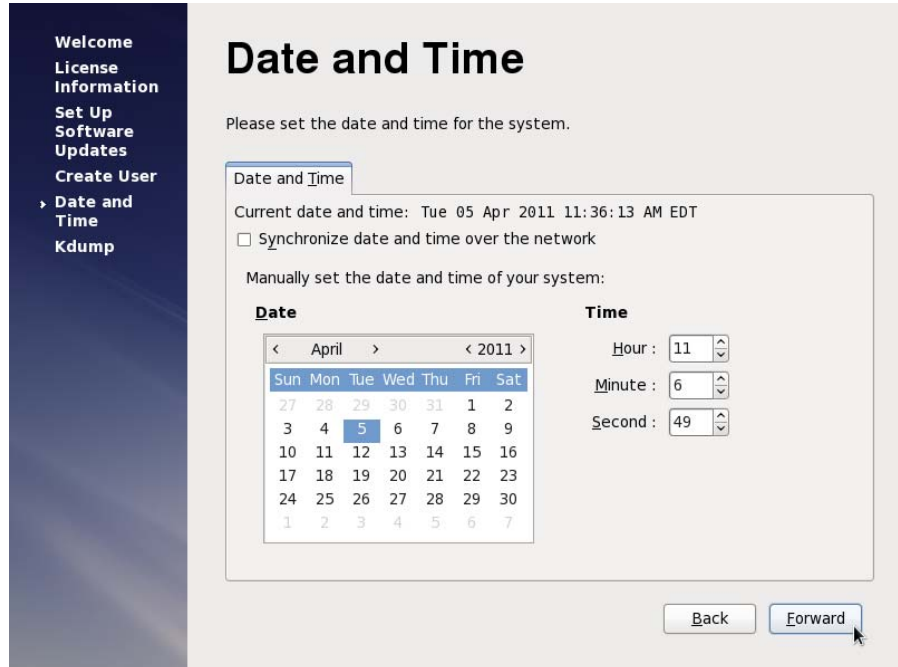 Welcome
License
Information
Set Up
Software
Updates
Create User
Date and
Time
Kdump
Date and Time
Please set the date and time for the system.
Date and Time
Current date and time: Tue 05 Apr 2011 11:36:13 AM EDT
Synchronize date and time over the network
Manually set the date and time of your system:
Date
< April > < 2011 >
Sun Mon Tue Wed Thu Fri Sat
27 28 29 30 31 1 2
3 4 5 6 7 8 9
10 11 12 13 14 15 16
17 18 19 20 21 22 23
24 25 26 27 28 29 30
1 2 3 4 5 6 7
Time
Hour : 11
Minute : 6
Second : 49
Back
Forward